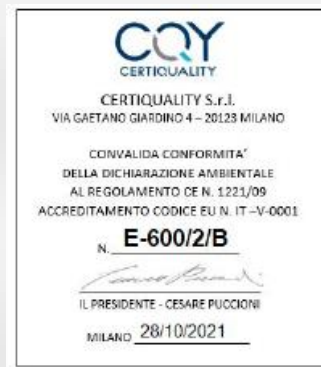 CQY
CERTIQUALITY
CERTIQUALITY S.r.l.
VIA GAETANO GIARDINO 4 – 20123 MILANO
CONVALIDA CONFORMITA'
DELLA DICHIARAZIONE AMBIENTALE
AL REGOLAMENTO CE N. 1221/09
ACCREDITAMENTO CODICE EU N. IT –V-0001
N. E-600/2/B
IL PRESIDENTE - CESARE PUCCIONI
MILANO 28/10/2021